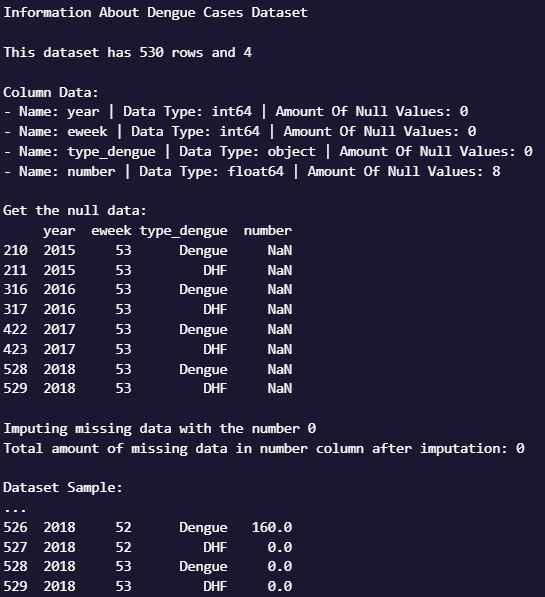 Information About Dengue Cases Dataset
This dataset has 530 rows and 4
Column Data:
- Name: year | Data Type: int64 | Amount Of Null Values: 0
- Name: eweek | Data Type: int64 | Amount Of Null Values: 0
- Name: type_dengue | Data Type: object | Amount Of Null Values: 0
- Name: number | Data Type: float64 | Amount Of Null Values: 8
Get the null data:
year eweek type_dengue number
210 2015 53 Dengue NaN
211 2015 53 DHF NaN
316 2016 53 Dengue NaN
317 2016 53 DHF NaN
422 2017 53 Dengue NaN
423 2017 53 DHF NaN
528 2018 53 Dengue NaN
529 2018 53 DHF NaN
Imputing missing data with the number 0
Total amount of missing data in number column after imputation: 0
Dataset Sample:
...
526 2018 52 Dengue 160.0
527 2018 52 DHF 0.0
528 2018 53 Dengue 0.0
529 2018 53 DHF 0.0